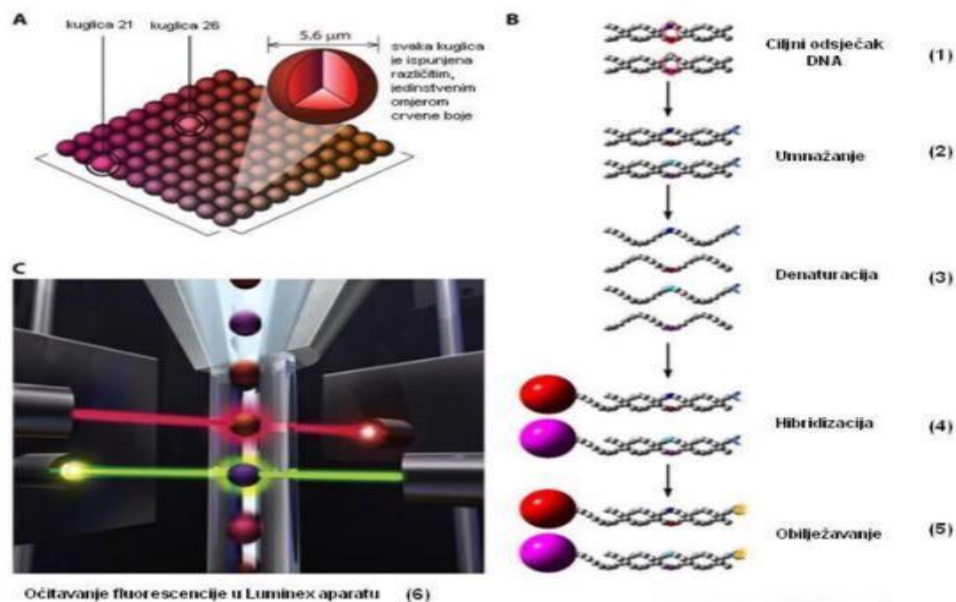 A
kuglica 21 kuglica 26
5.6 µm
svaka kuglica
je ispunjena
različitim,
jedinstvenim
omjerom
crvene boje
B
Ciljni odsječak
DNA
(1)
Umnažanje
(2)
Denaturacija
(3)
Hibridizacija
(4)
Obilježavanje
(5)
C
Očitavanje fluorescencije u Luminex aparatu (6)